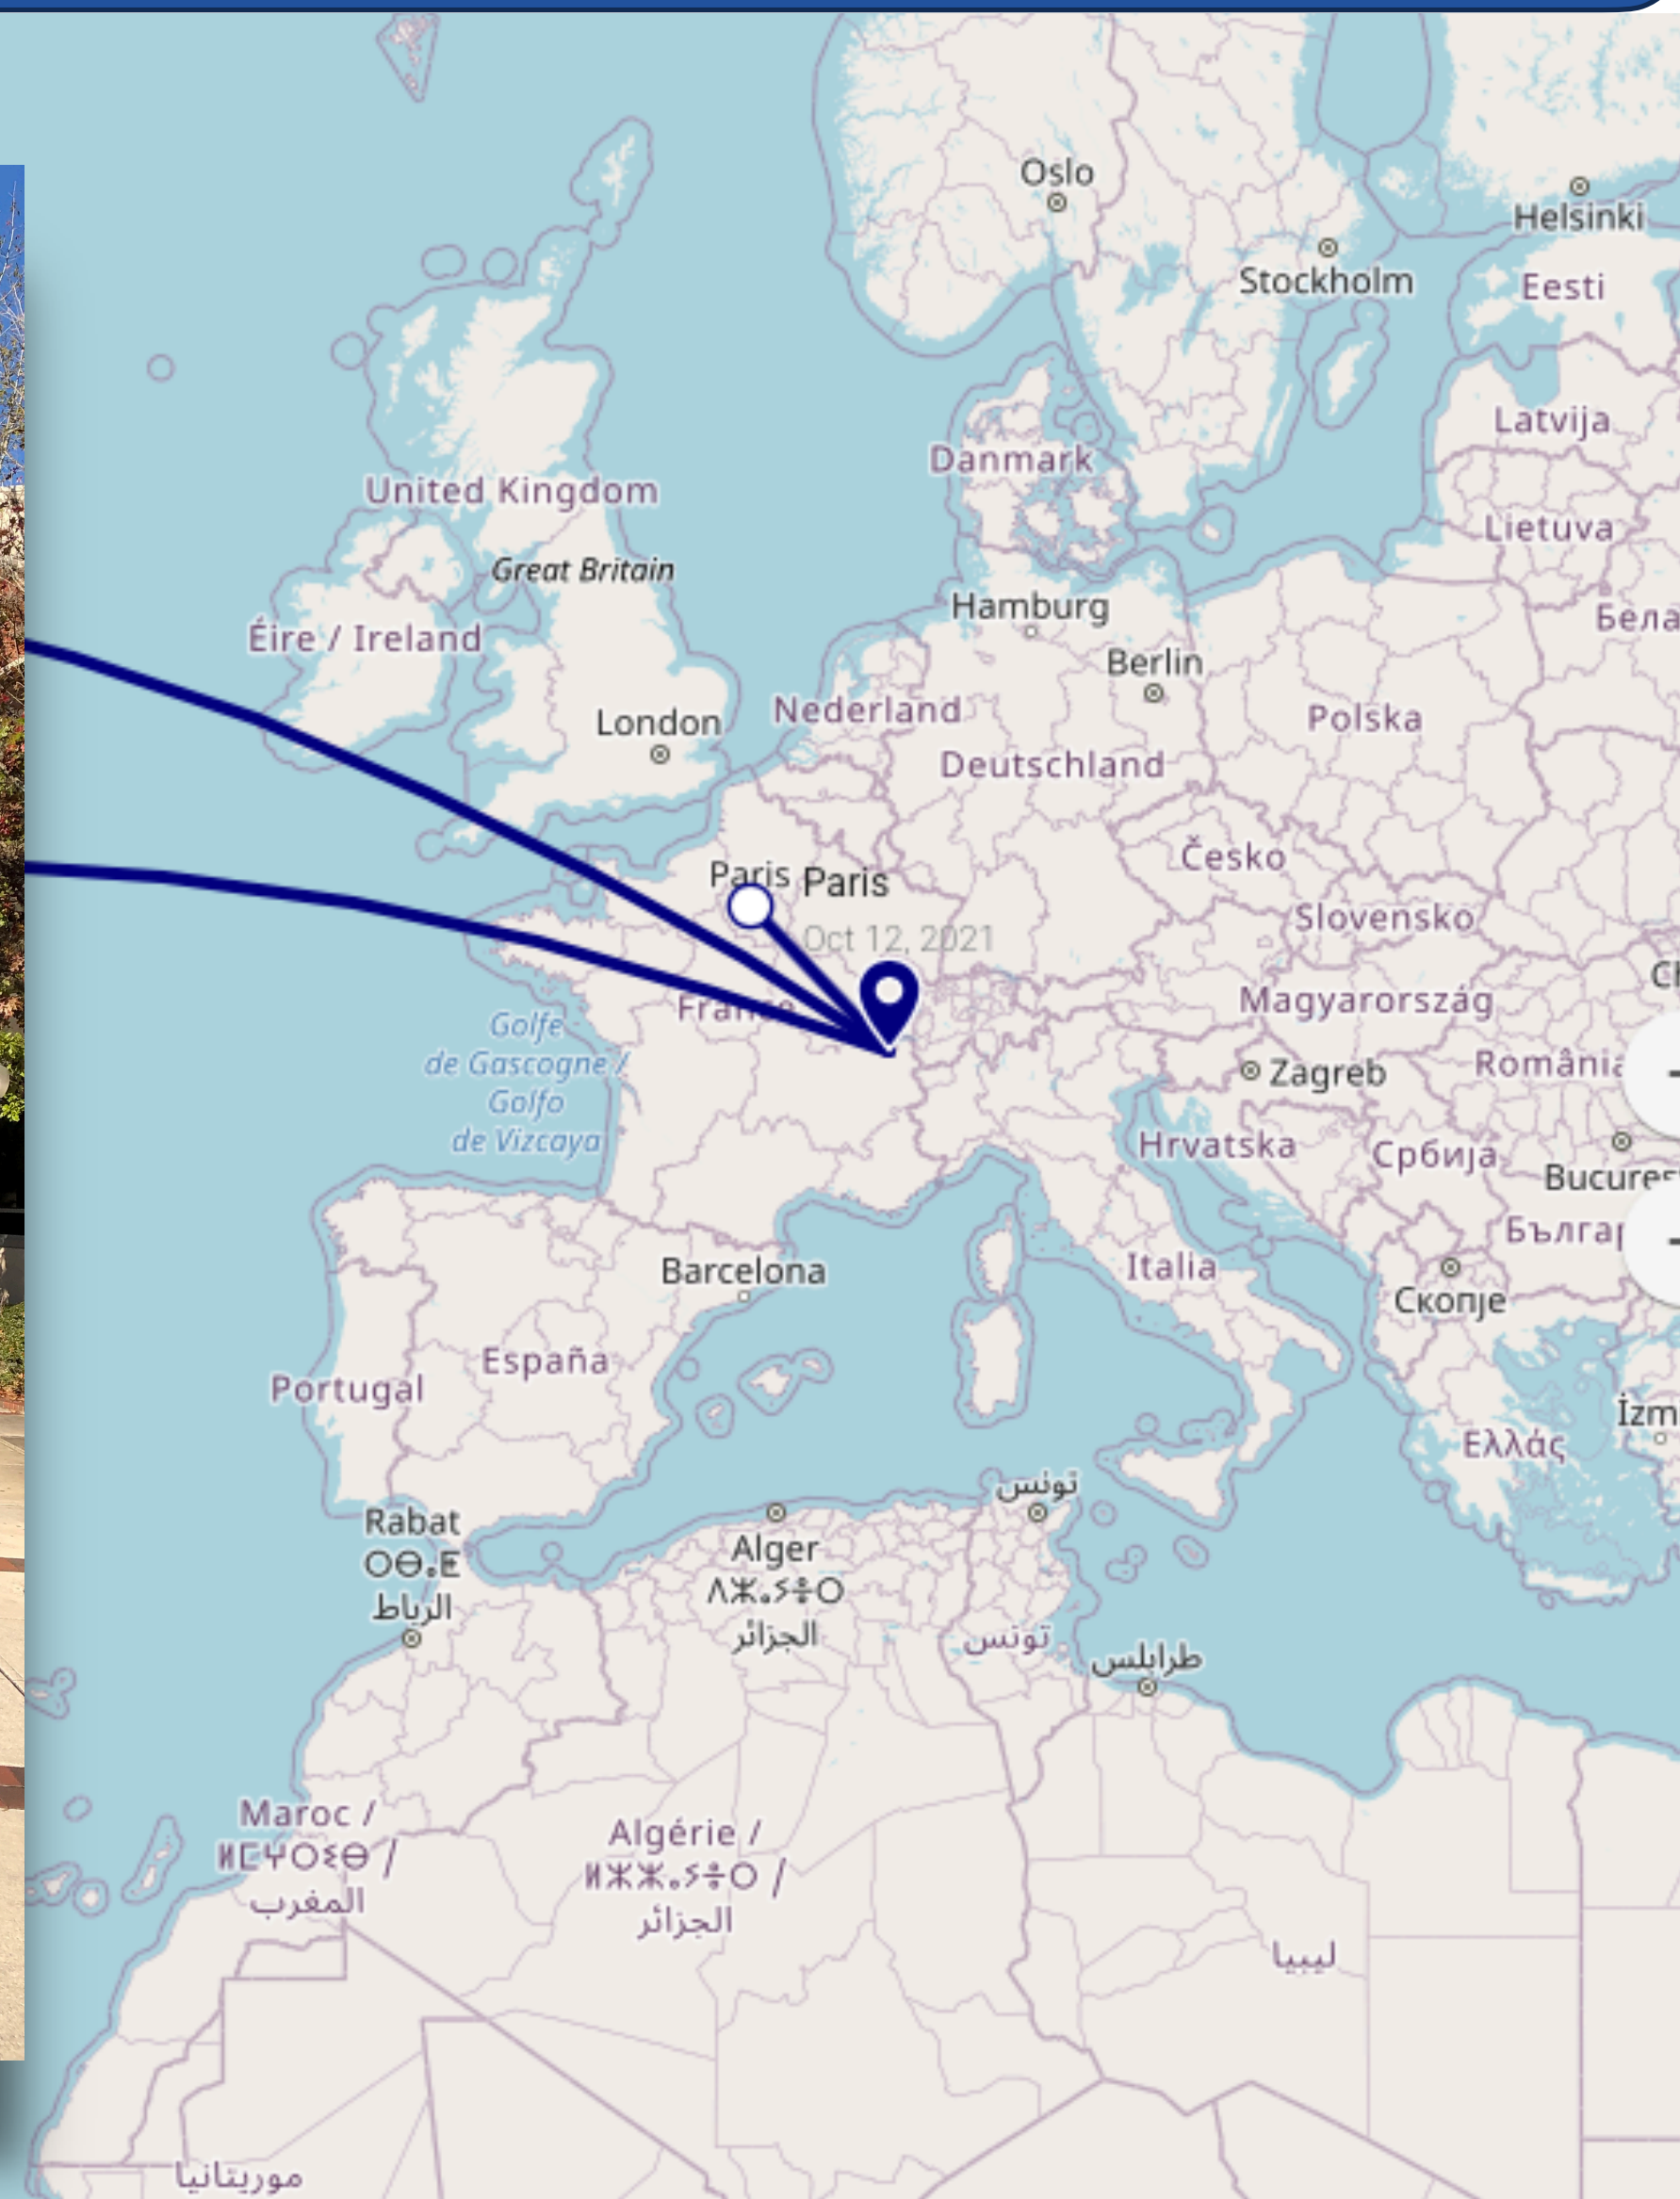 Oslo
Helsinki
Stockholm
Eesti
Latvija
Danmark
United Kingdom
Lietuva
Great Britain
Hamburg
Éire / Ireland
Berlin
Nederland
London
Polska
Deutschland
Česko
Paris
Paris
Oct 12, 2021
Slovensko
France
Magyarország
Golfe
de Gascogne /
Golfo
de Vizcaya
Zagreb
România
Hrvatska
Србија
Barcelona
Italia
Скопје
España
Portugal
Ελλάς
تونس
Rabat
ⵔⴱⴰⵟ
الرباط
Alger
ⴷⵣⴰⵢⵓⵔ
الجزائر
تونس
طرابلس
Maroc /
ⵍⵎⵖⵔⵉⴱ /
المغرب
Algérie /
ⵍⵣⵣⴰⵢⵓⵔ /
الجزائر
ليبيا
موريتانيا